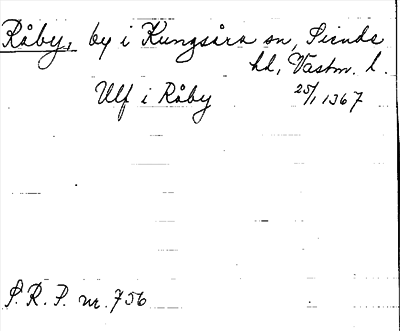 Råby, by i Kungsåra sn, Siende
hd, Västm. l.
Ulf i Råby 25/1 1367
S. R. P. nr. 756